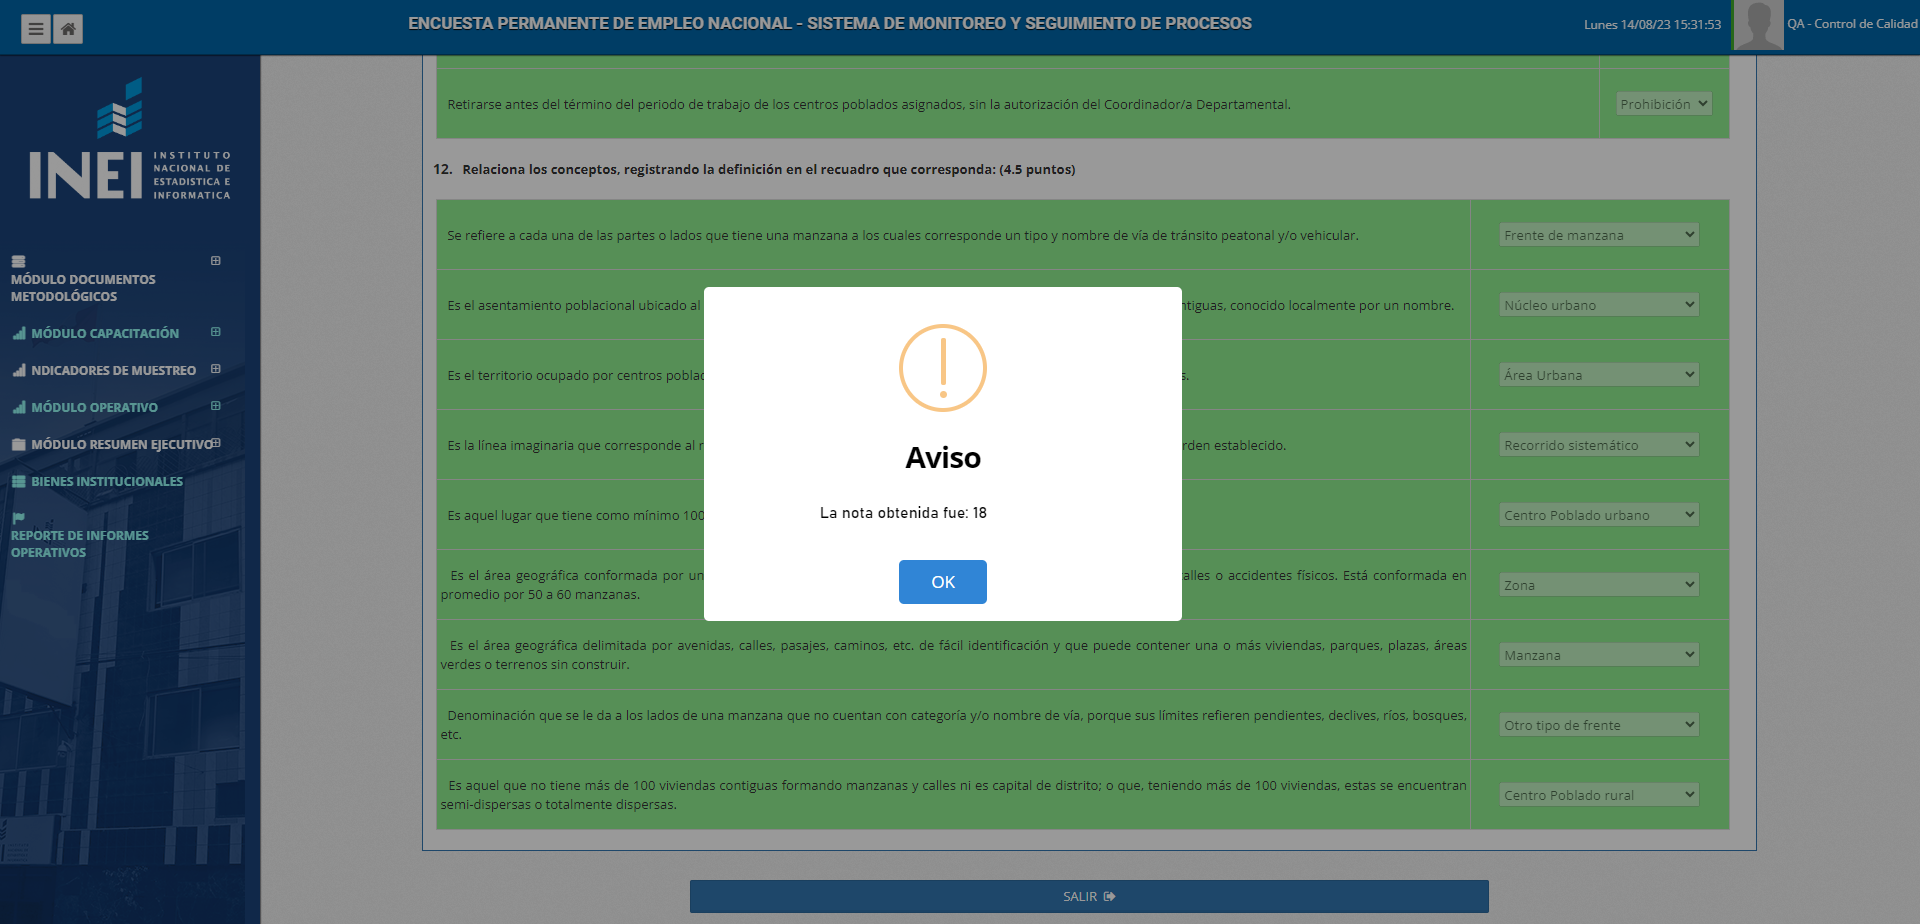 ENCUESTA PERMANENTE DE EMPLEO NACIONAL - SISTEMA DE MONITOREO Y SEGUIMIENTO DE PROCESOS
Lunes 14/08/23 15:31:53
QA - Control de Calidad
INEI
INSTITUTO
NACIONAL DE
ESTADISTICA E
INFORMATICA
MÓDULO DOCUMENTOS
METODOLÓGICOS
MÓDULO CAPACITACIÓN
NDICADORES DE MUESTREO
MÓDULO OPERATIVO
MÓDULO RESUMEN EJECUTIVO
BIENES INSTITUCIONALES
REPORTE DE INFORMES
OPERATIVOS
Retirarse antes del término del periodo de trabajo de los centros poblados asignados, sin la autorización del Coordinador/a Departamental.
Prohibición
12. Relaciona los conceptos, registrando la definición en el recuadro que corresponda: (4.5 puntos)
Se refiere a cada una de las partes o lados que tiene una manzana a los cuales corresponde un tipo y nombre de vía de tránsito peatonal y/o vehicular.
Frente de manzana
Es el asentamiento poblacional ubicado al
ntiguas, conocido localmente por un nombre.
Núcleo urbano
Es el territorio ocupado por centros poblad
s.
Área Urbana
Es la línea imaginaria que corresponde al r
rden establecido.
Recorrido sistemático
Es aquel lugar que tiene como mínimo 100
Centro Poblado urbano
Es el área geográfica conformada por un
alles o accidentes físicos. Está conformada en
promedio por 50 a 60 manzanas.
Zona
Es el área geográfica delimitada por avenidas, calles, pasajes, caminos, etc. de fácil identificación y que puede contener una o más viviendas, parques, plazas, áreas
verdes o terrenos sin construir.
Manzana
Denominación que se le da a los lados de una manzana que no cuentan con categoría y/o nombre de vía, porque sus límites refieren pendientes, declives, ríos, bosques,
etc.
Otro tipo de frente
Es aquel que no tiene más de 100 viviendas contiguas formando manzanas y calles ni es capital de distrito; o que, teniendo más de 100 viviendas, estas se encuentran
semi-dispersas o totalmente dispersas.
Centro Poblado rural
Aviso
La nota obtenida fue: 18
OK
SALIR